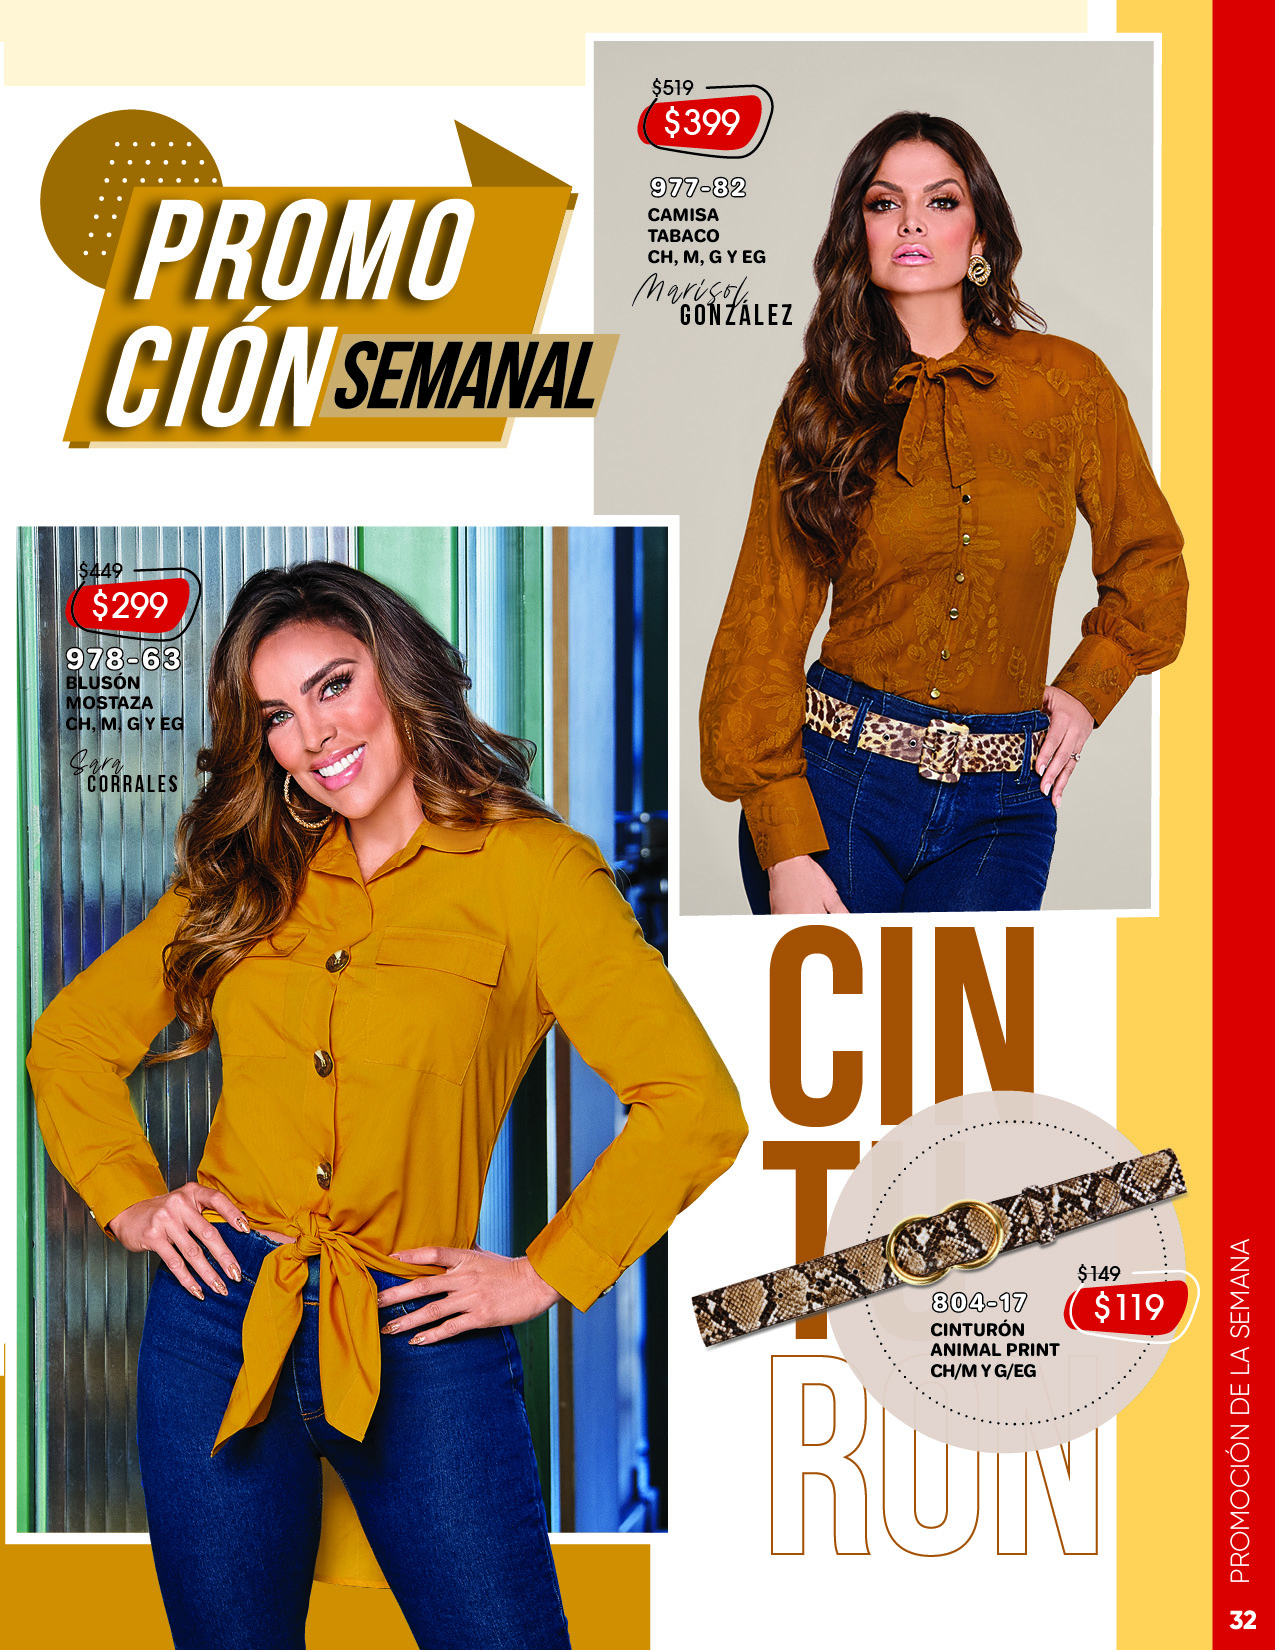 PROMO
CIÓN SEMANAL
$519
$399
977-82
CAMISA
TABACO
CH, M, G Y EG
Marisol
GONZÁLEZ
$449
$299
978-63
BLUSÓN
MOSTAZA
CH, M, G Y EG
Sara
CORRALES
CIN
TU
RON
$149
$119
804-17
CINTURÓN
ANIMAL PRINT
CH/M Y G/EG
PROMOCIÓN DE LA SEMANA
32